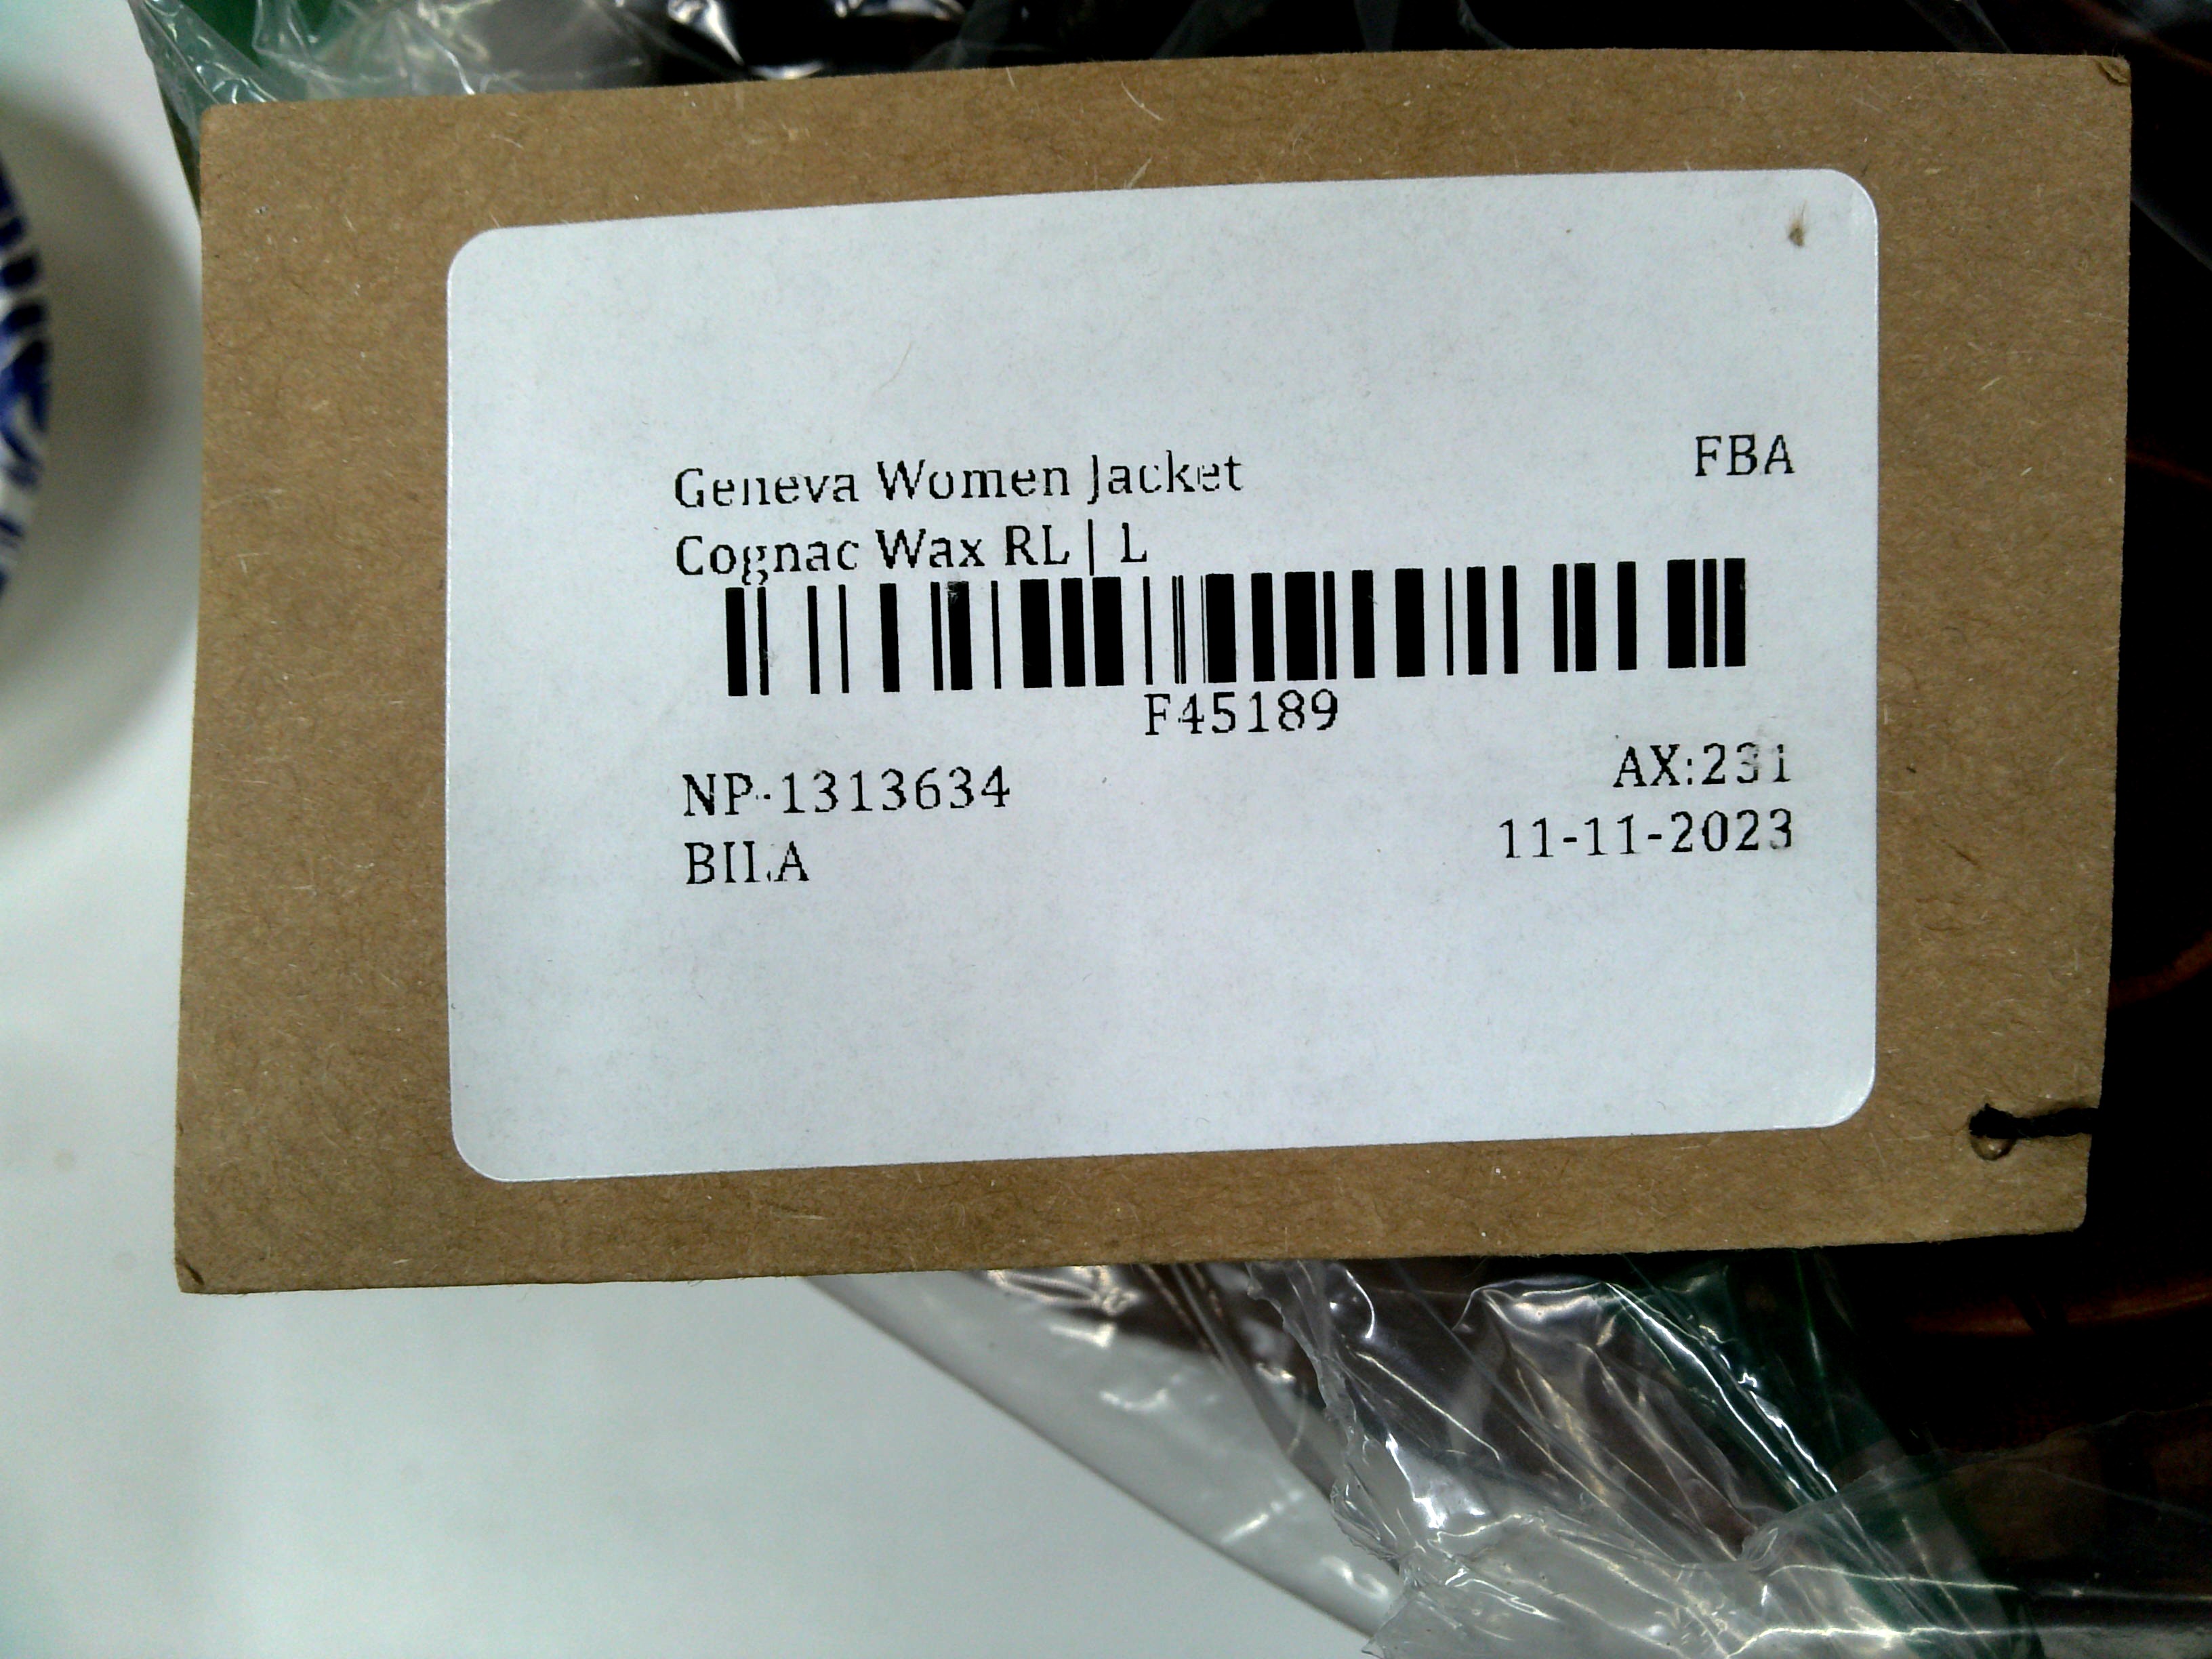 Geneva Women Jacket
FBA
Cognac Wax RL | L
F45189
NP-1313634
AX:231
BILA
11-11-2023